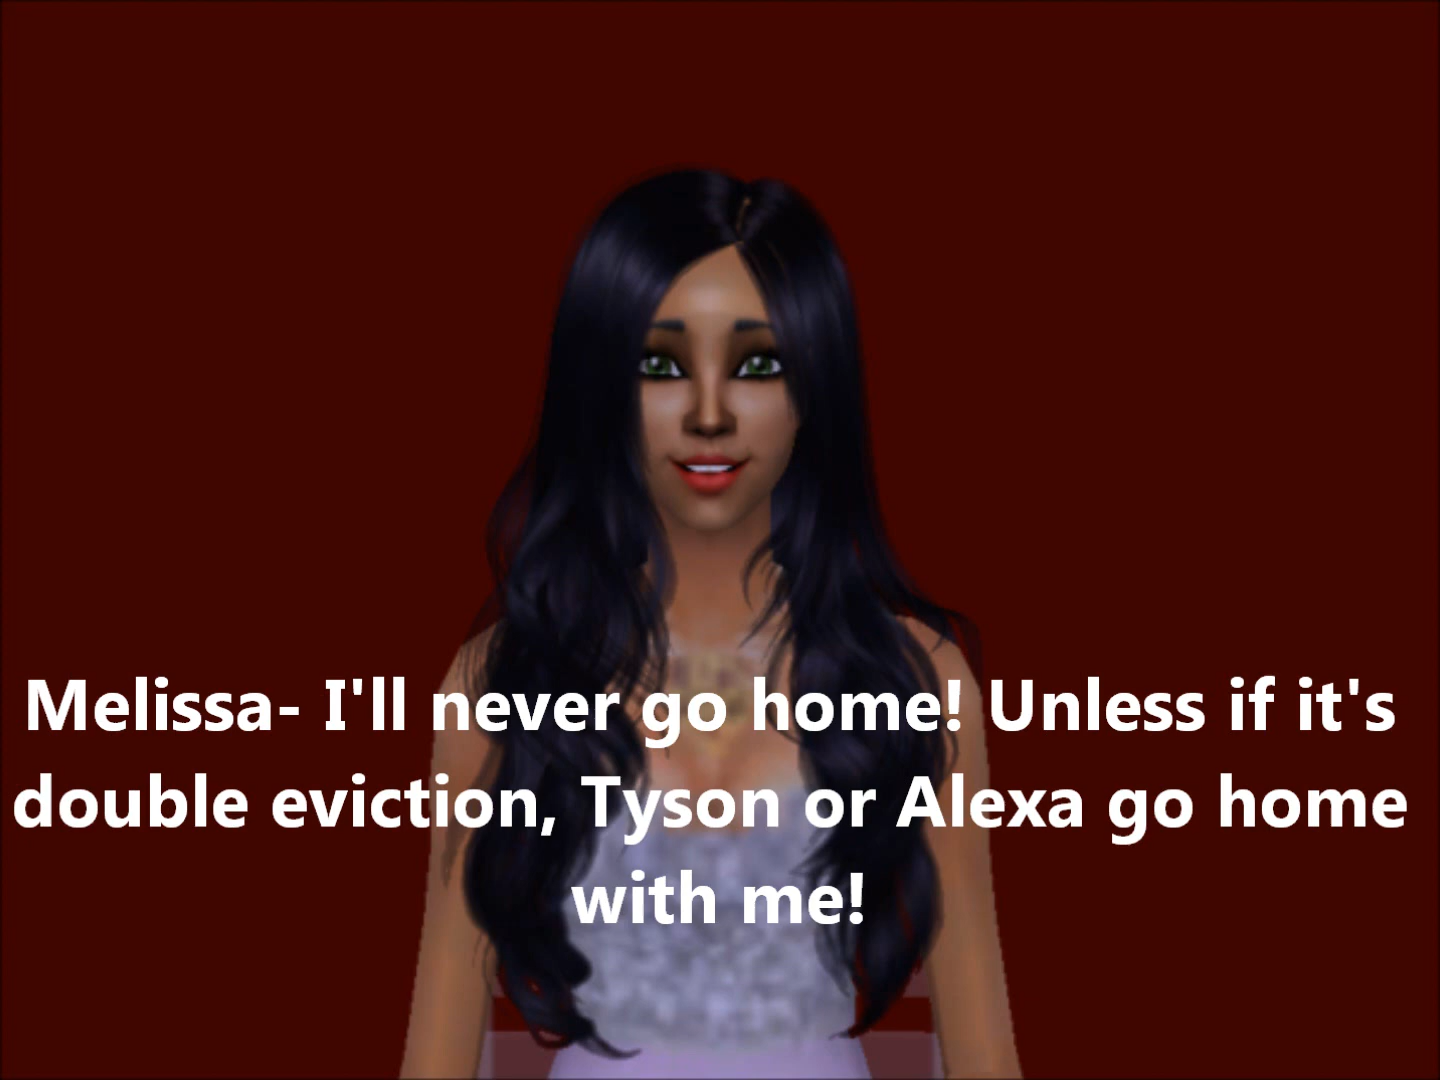 Melissa- I'll never go home! Unless if it's
double eviction, Tyson or Alexa go home
with me!